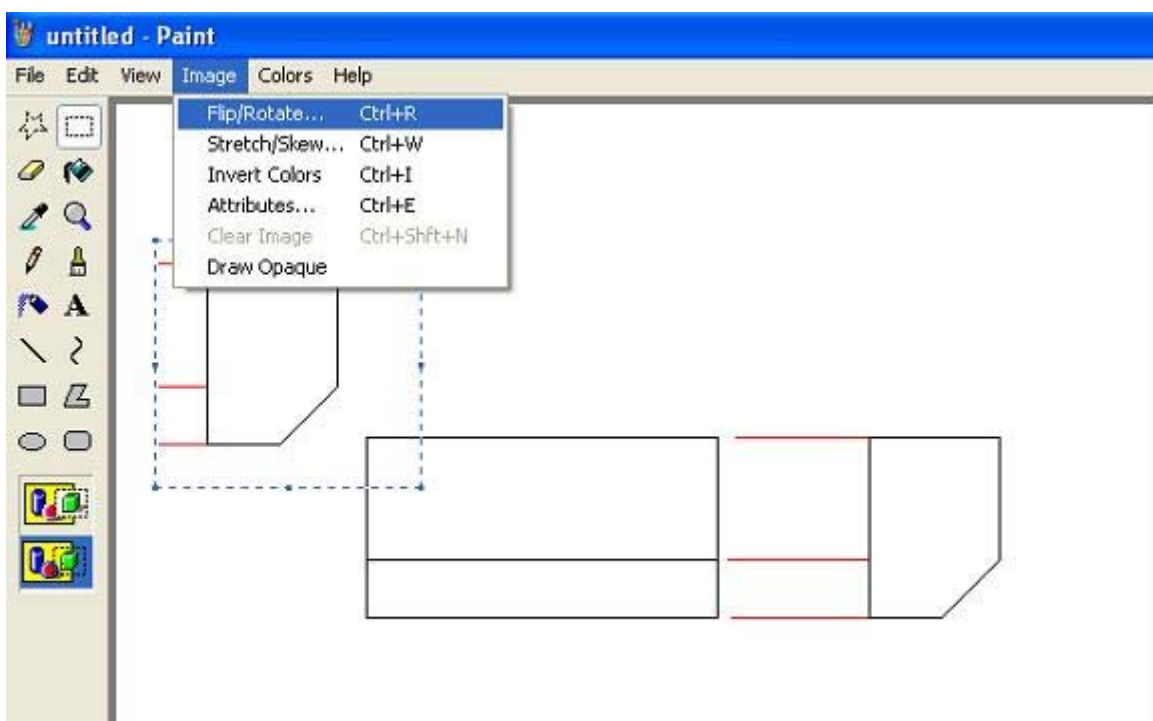 untitled - Paint
File Edit View Image Colors Help
Flip/Rotate... Ctrl+R
Stretch/Skew... Ctrl+W
Invert Colors Ctrl+I
Attributes... Ctrl+E
Clear Image Ctrl+Shft+N
Draw Opaque
A